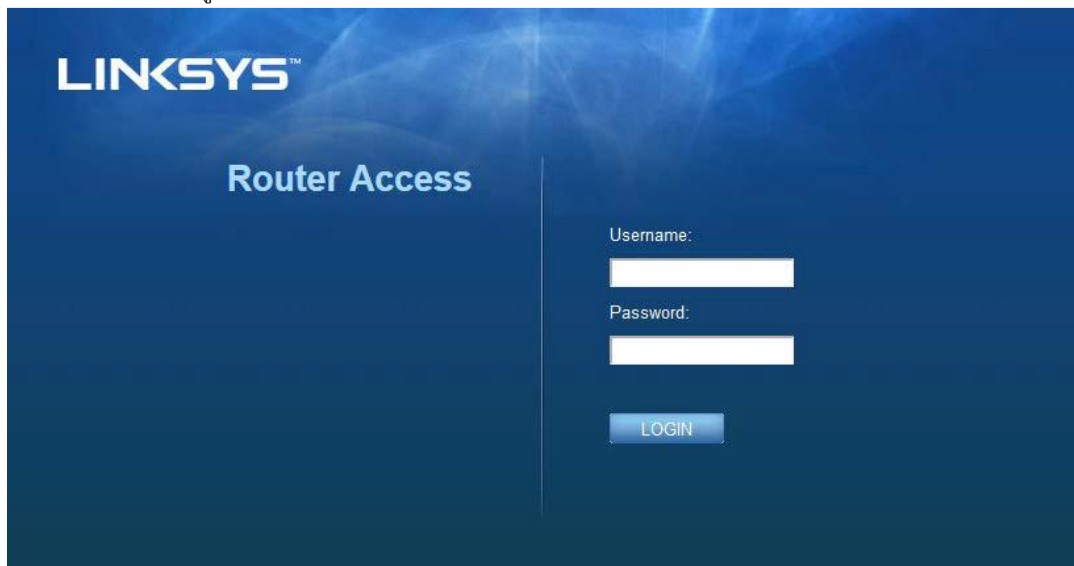 LINKSYS™
Router Access
Username:
Password:
LOGIN